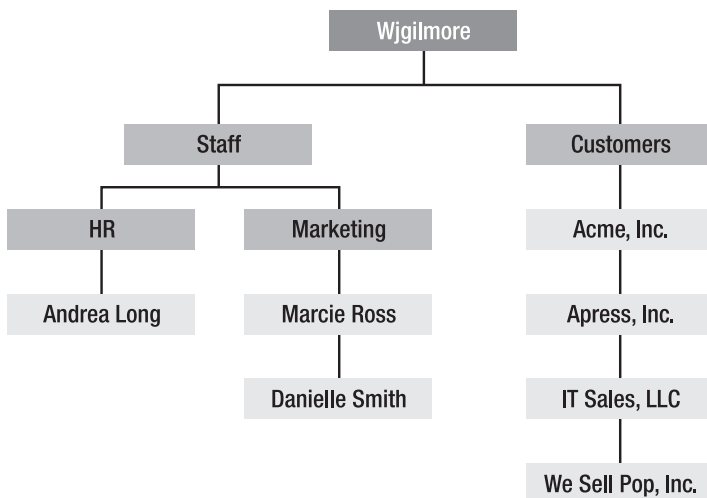 Wjgilmore
Staff
Customers
HR
Marketing
Acme, Inc.
Andrea Long
Marcie Ross
Apress, Inc.
Danielle Smith
IT Sales, LLC
We Sell Pop, Inc.